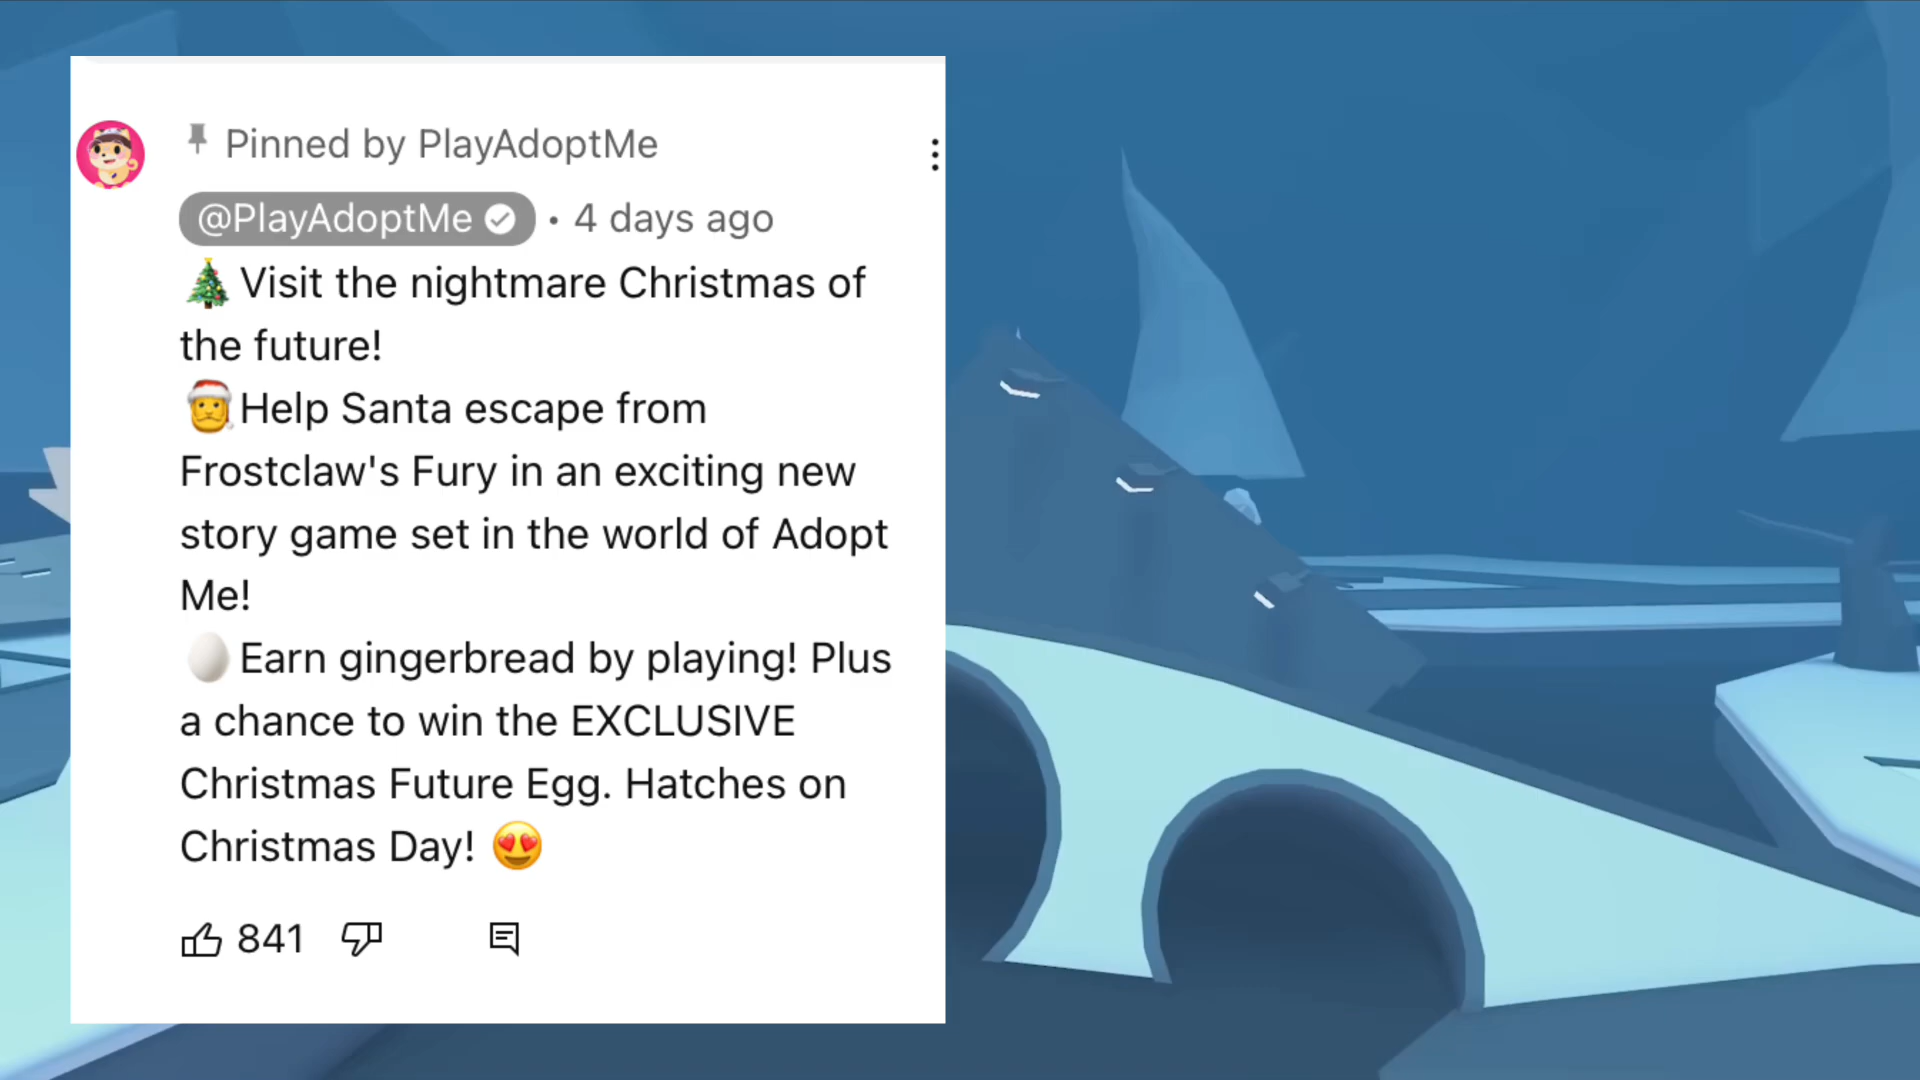 Pinned by PlayAdoptMe
@PlayAdoptMe • 4 days ago
🎄Visit the nightmare Christmas of
the future!
🎅Help Santa escape from
Frostclaw's Fury in an exciting new
story game set in the world of Adopt
Me!
🥚Earn gingerbread by playing! Plus
a chance to win the EXCLUSIVE
Christmas Future Egg. Hatches on
Christmas Day! 😍
841